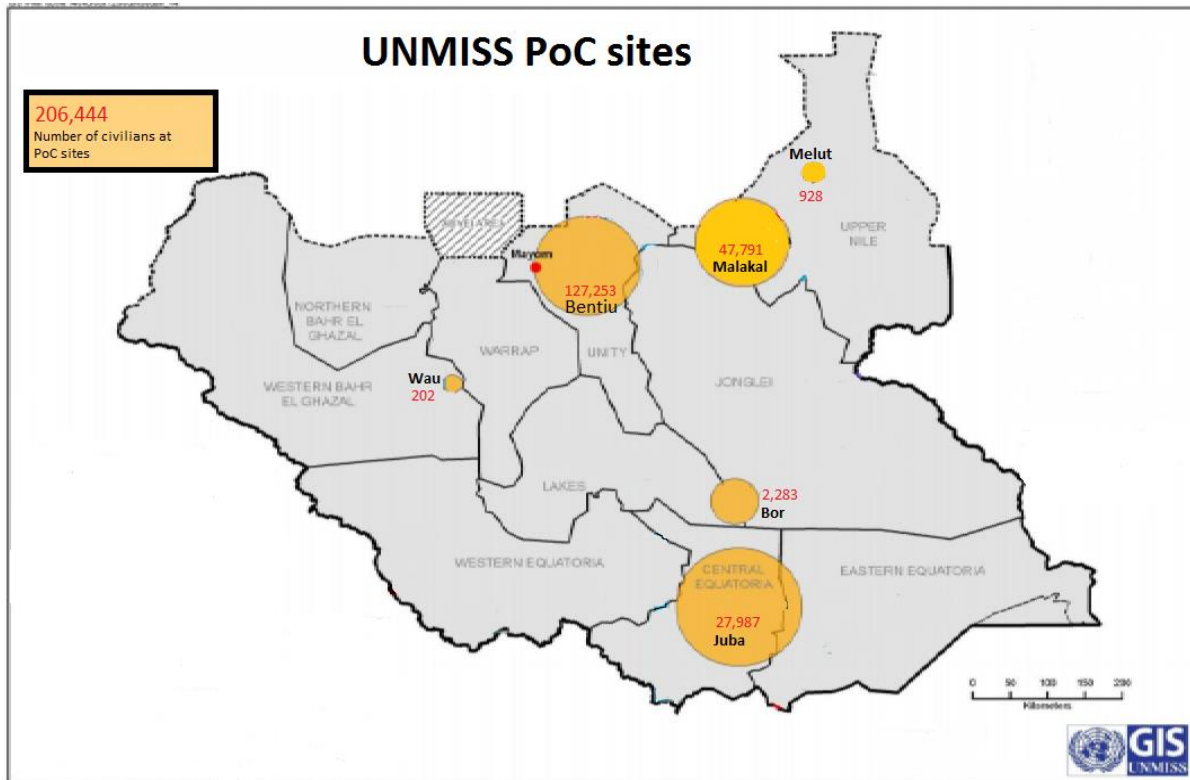 UNMISS PoC sites
206,444
Number of civilians at
PoC sites
Melut
928
UPPER
NILE
47,791
Malakal
Mayom
127,253
Bentiu
NORTHERN
BAHR EL
GHAZAL
WARRAP
UNITY
JONGLEI
Wau
202
WESTERN BAHR
EL GHAZAL
LAKES
2,283
Bor
WESTERN EQUATORIA
CENTRAL
EQUATORIA
EASTERN EQUATORIA
27,987
Juba
0 50 100 150 200
Kilometers
GIS
UNMISS